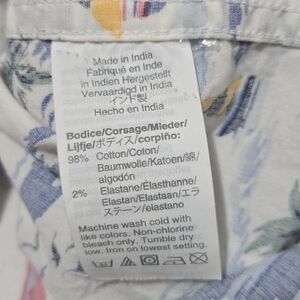 Made in India
Fabriqué en Inde
in Indien Hergestellt
Vervaardigd in India
インド製
Hecho en India
Bodice/Corsage/Mieder/
Lijfje/ボディス/corpiño:
98% Cotton/Coton/
Baumwolle/Katoen/綿/
algodón
2% Elastane/Élasthanne/
Elastan/Elastaan/エラ
ステーン/elastano
Machine wash cold with
like colors. Non-chlorine
bleach only. Tumble dry
low. Iron on lowest setting.